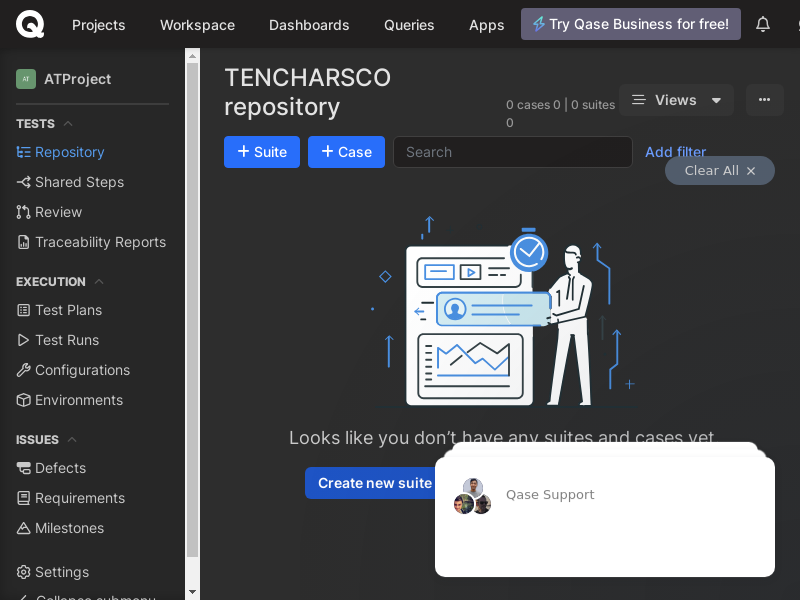 Projects
Workspace
Dashboards
Queries
Apps
Try Qase Business for free!
AT
ATProject
TESTS
Repository
Shared Steps
Review
Traceability Reports
EXECUTION
Test Plans
Test Runs
Configurations
Environments
ISSUES
Defects
Requirements
Milestones
Settings
Collapse submenu
TENCHARSCO
repository
0 cases 0 | 0 suites
0
Views
+ Suite
+ Case
Search
Add filter
Clear All ×
Looks like you don't have any suites and cases yet
Create new suite
Qase Support